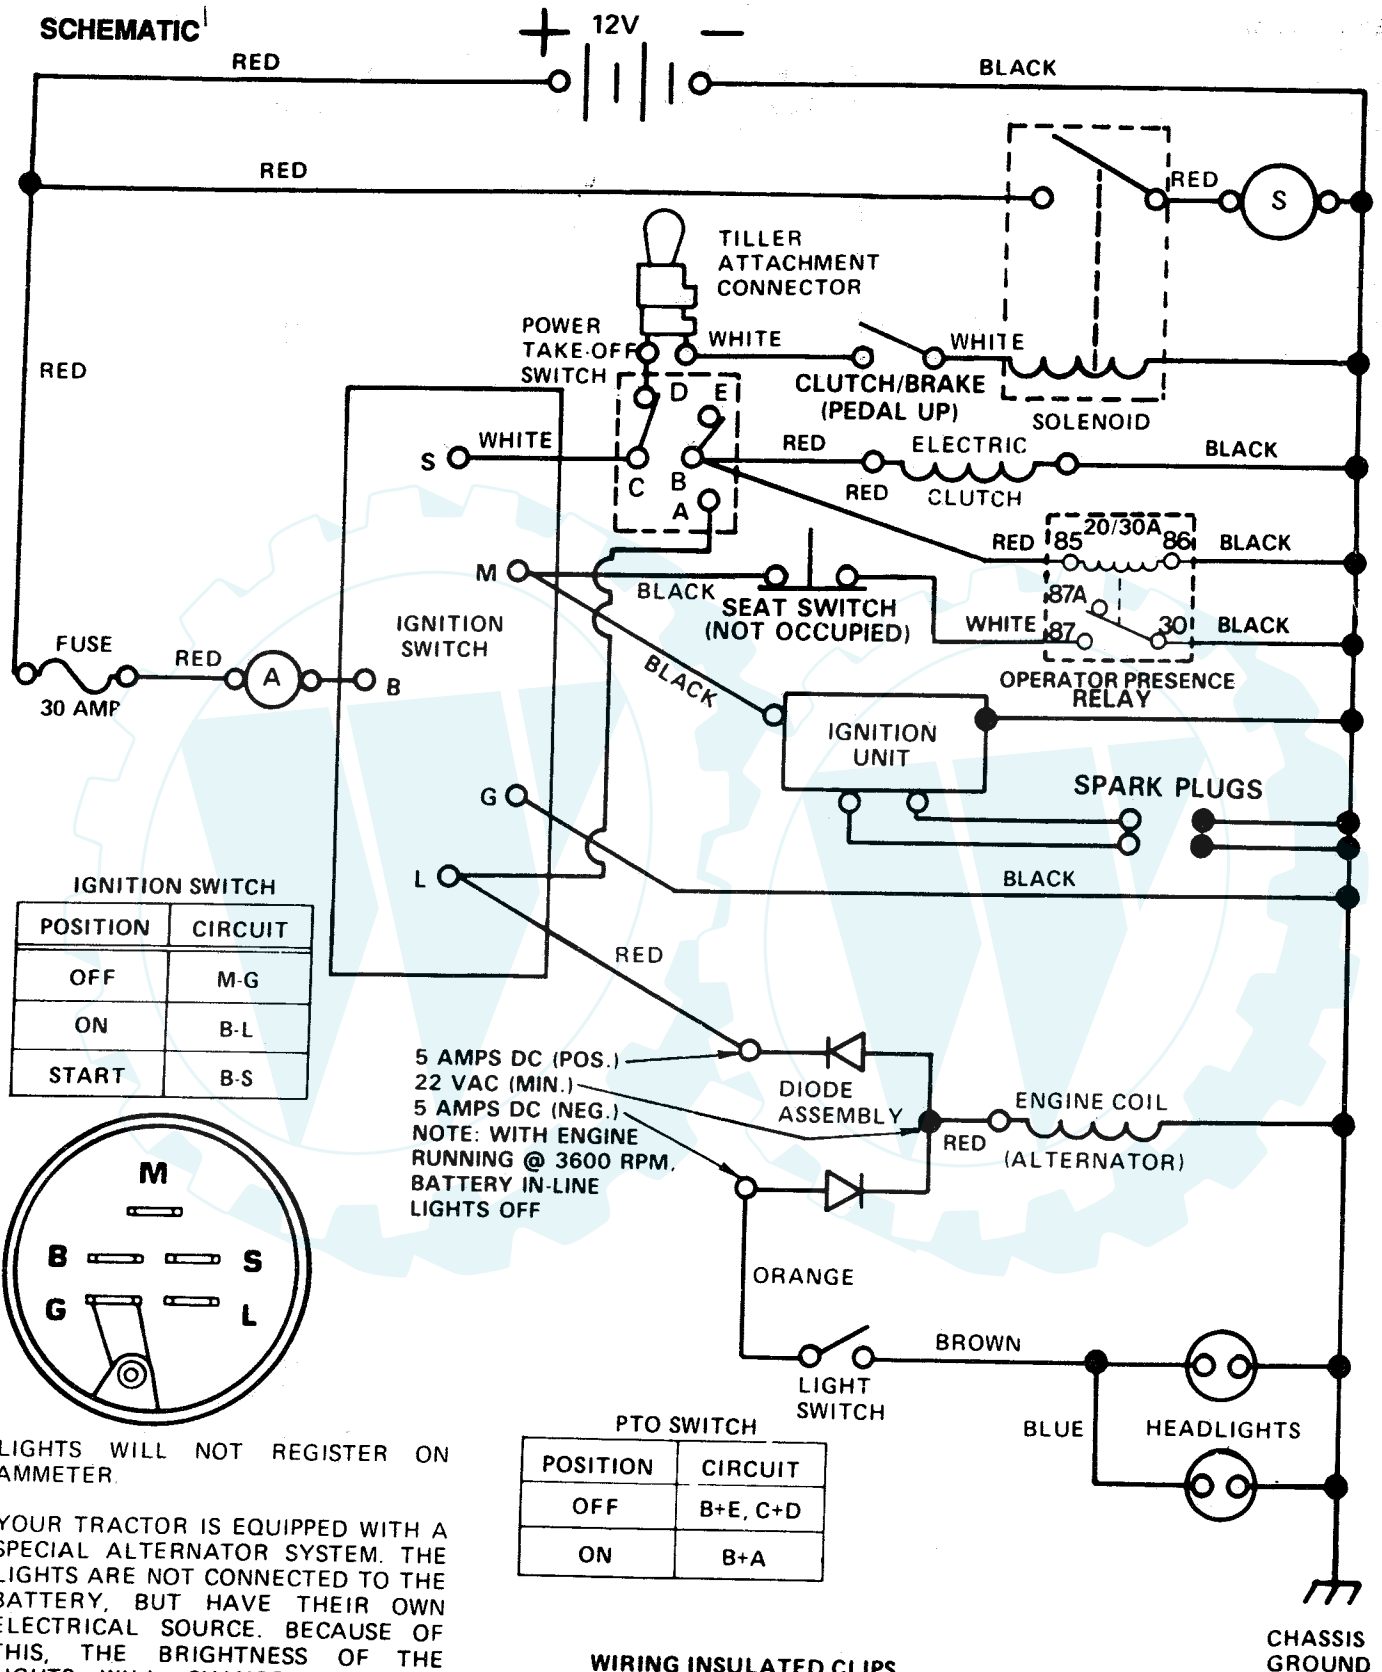 SCHEMATIC
+ 12V −
RED
BLACK
RED
RED
S
TILLER
ATTACHMENT
CONNECTOR
POWER
TAKE-OFF
SWITCH
WHITE
WHITE
CLUTCH/BRAKE
(PEDAL UP)
SOLENOID
RED
D E
S WHITE
C B A
RED
ELECTRIC
CLUTCH
RED
BLACK
20/30A
RED 85 86 BLACK
87A
WHITE 87 30 BLACK
OPERATOR PRESENCE
RELAY
M
BLACK
SEAT SWITCH
(NOT OCCUPIED)
IGNITION
SWITCH
BLACK
FUSE
30 AMP
RED
A
B
IGNITION
UNIT
SPARK PLUGS
G
L
BLACK
RED
IGNITION SWITCH
POSITION CIRCUIT
OFF M-G
ON B-L
START B-S
5 AMPS DC (POS.)
22 VAC (MIN.)
5 AMPS DC (NEG.)
NOTE: WITH ENGINE
RUNNING @ 3600 RPM,
BATTERY IN-LINE
LIGHTS OFF
DIODE
ASSEMBLY
RED
ENGINE COIL
(ALTERNATOR)
M
B S
G L
ORANGE
LIGHT
SWITCH
BROWN
BLUE
HEADLIGHTS
PTO SWITCH
POSITION CIRCUIT
OFF B+E, C+D
ON B+A
LIGHTS WILL NOT REGISTER ON
AMMETER.
YOUR TRACTOR IS EQUIPPED WITH A
SPECIAL ALTERNATOR SYSTEM. THE
LIGHTS ARE NOT CONNECTED TO THE
BATTERY, BUT HAVE THEIR OWN
ELECTRICAL SOURCE. BECAUSE OF
THIS, THE BRIGHTNESS OF THE
WIRING INSULATED CLIPS
CHASSIS
GROUND